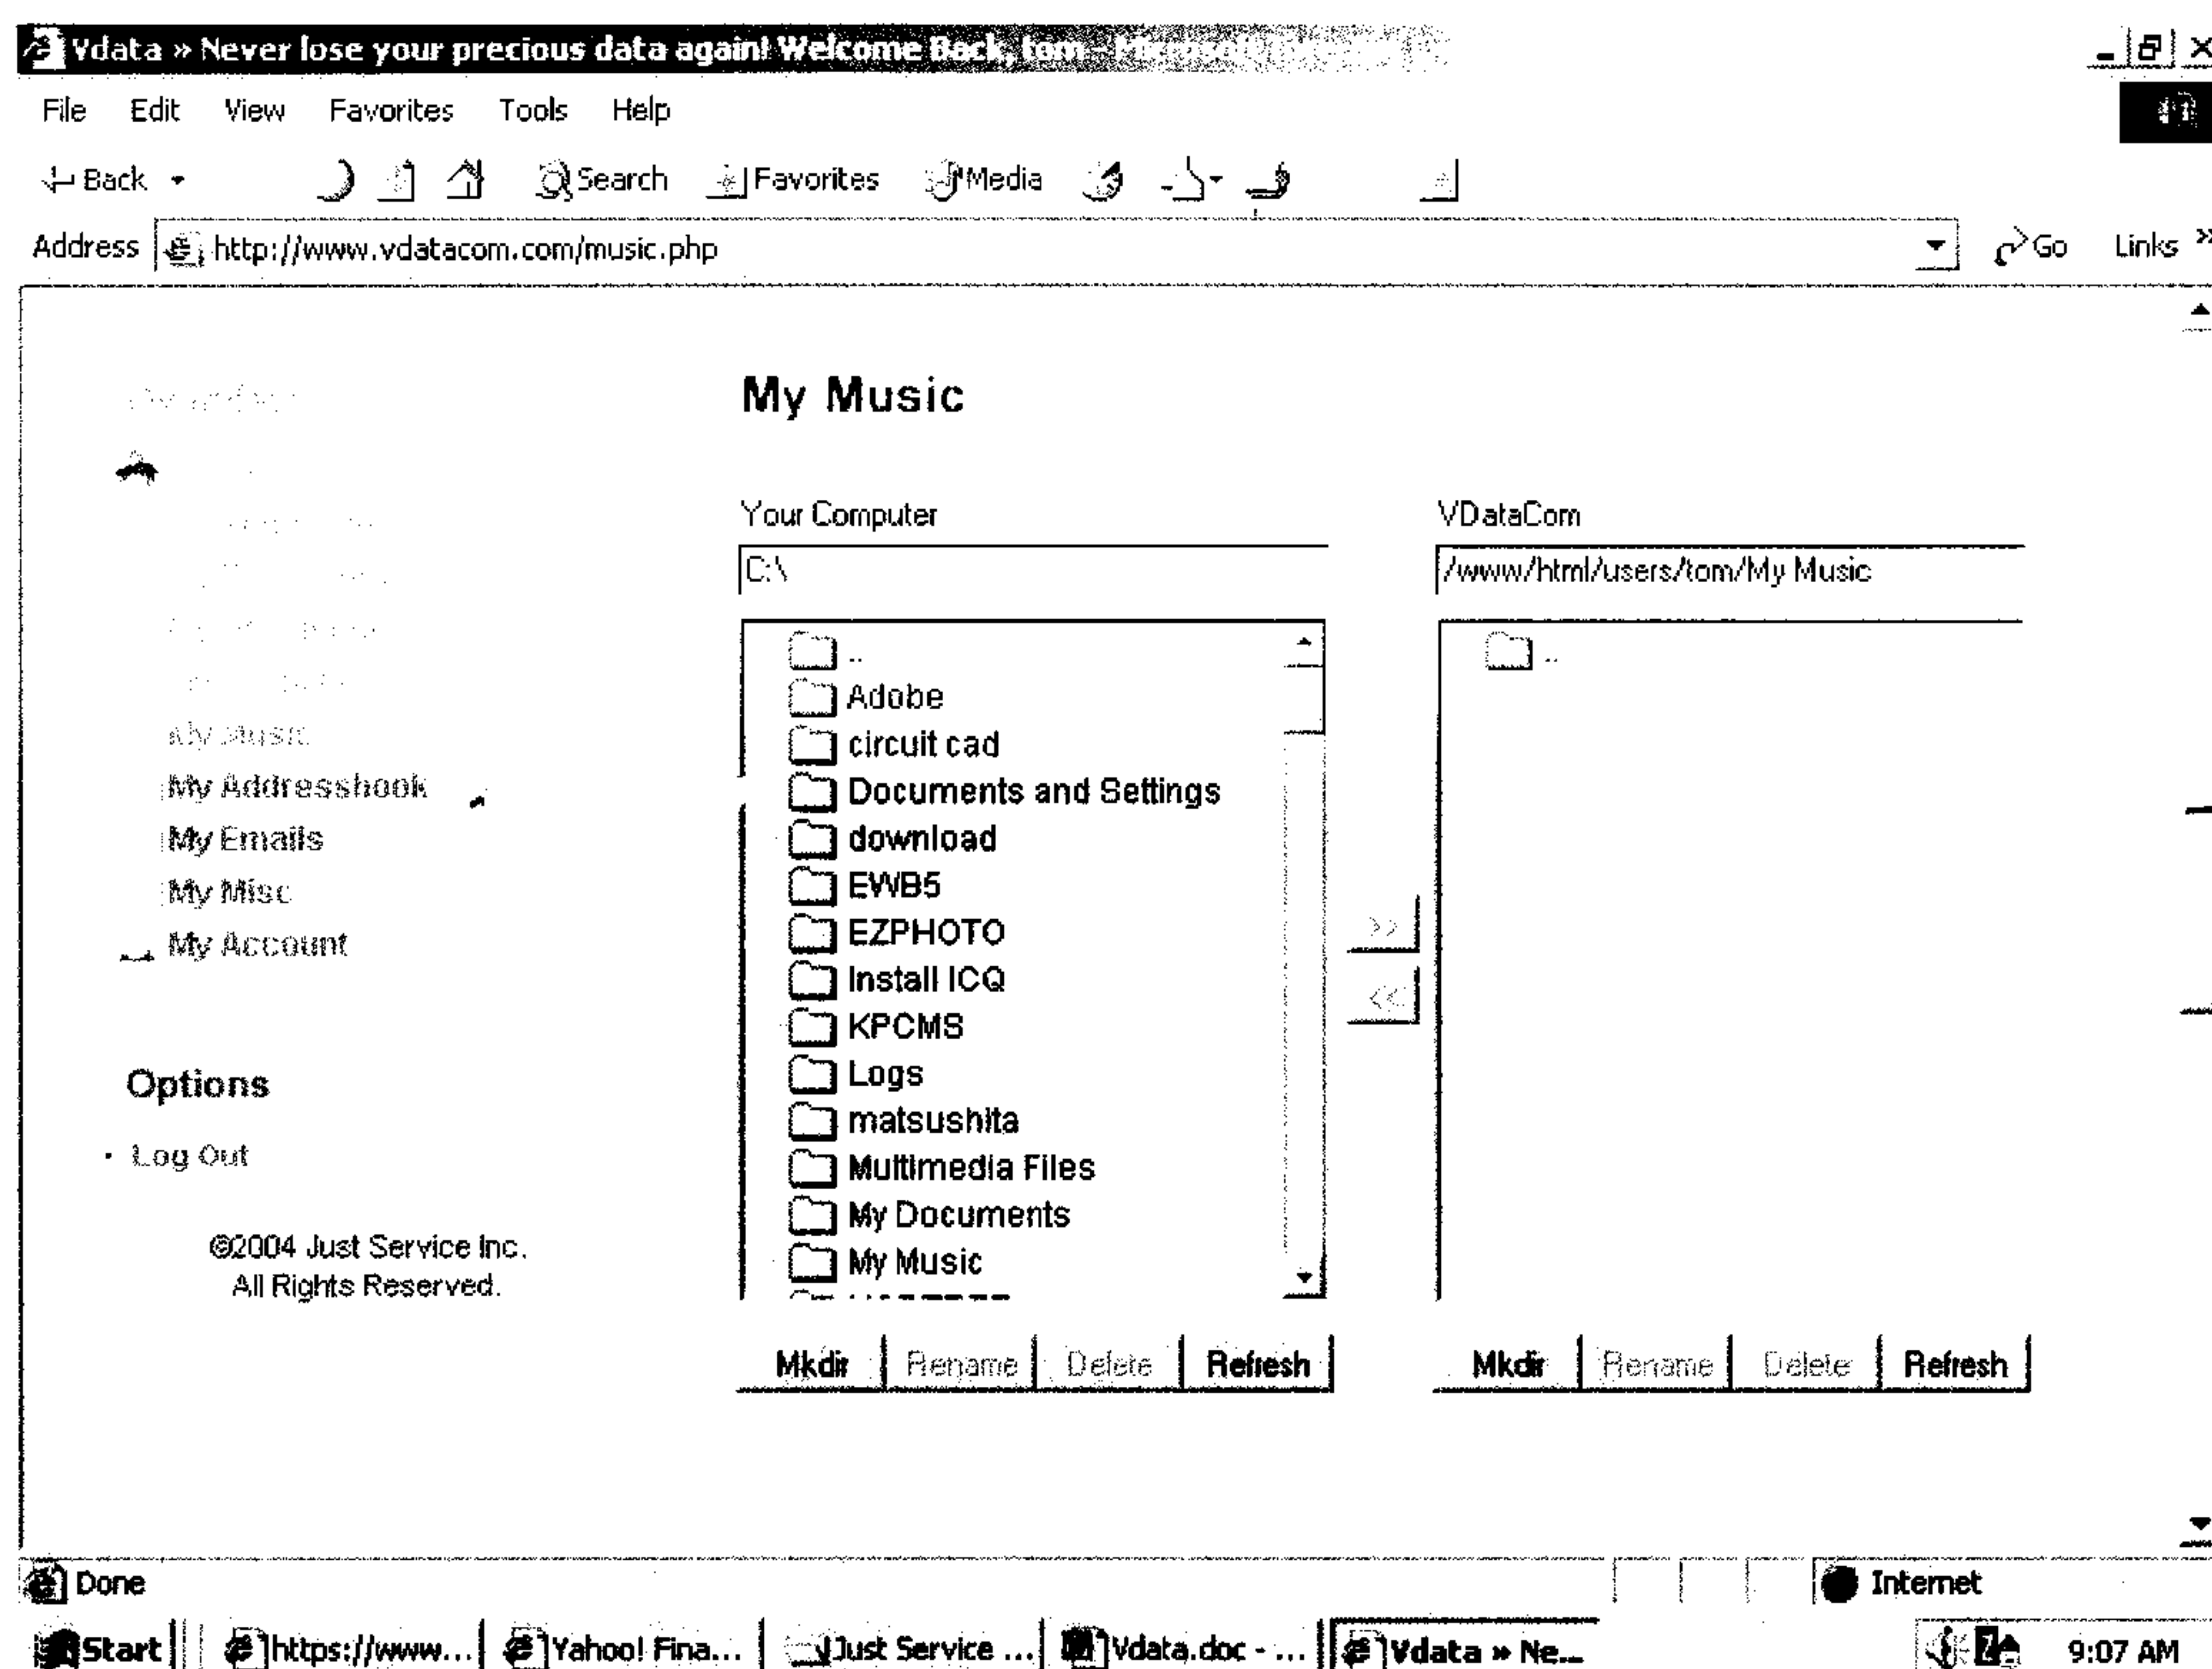 Vdata » Never lose your precious data again! Welcome Back, tom - Microsoft
File Edit View Favorites Tools Help
Back Search Favorites Media
Address http://www.vdatacom.com/music.php Go Links »
My Music
Your Computer VDataCom
C:\ /www/html/users/tom/My Music
.. ..
Adobe
circuit cad
Documents and Settings
download
EWB5
EZPHOTO
Install ICQ
KPCMS
Logs
matsushita
Multimedia Files
My Documents
My Music
>>
<<
My Music
My Addressbook
My Emails
My Misc
My Account
Options
Log Out
©2004 Just Service Inc.
All Rights Reserved.
Mkdir Rename Delete Refresh Mkdir Rename Delete Refresh
Done Internet
Start https://www... Yahoo! Fina... Just Service ... Vdata.doc - ... Vdata » Ne... 9:07 AM